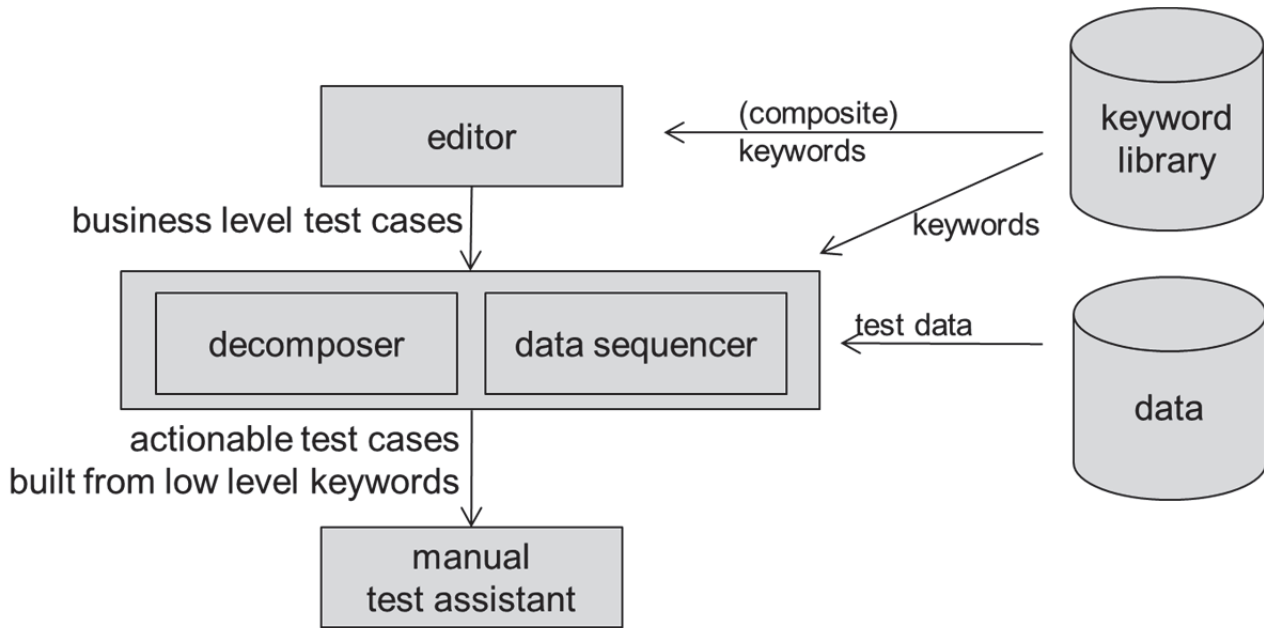 editor
(composite)
keywords
keyword
library
business level test cases
keywords
decomposer
data sequencer
test data
data
actionable test cases
built from low level keywords
manual
test assistant